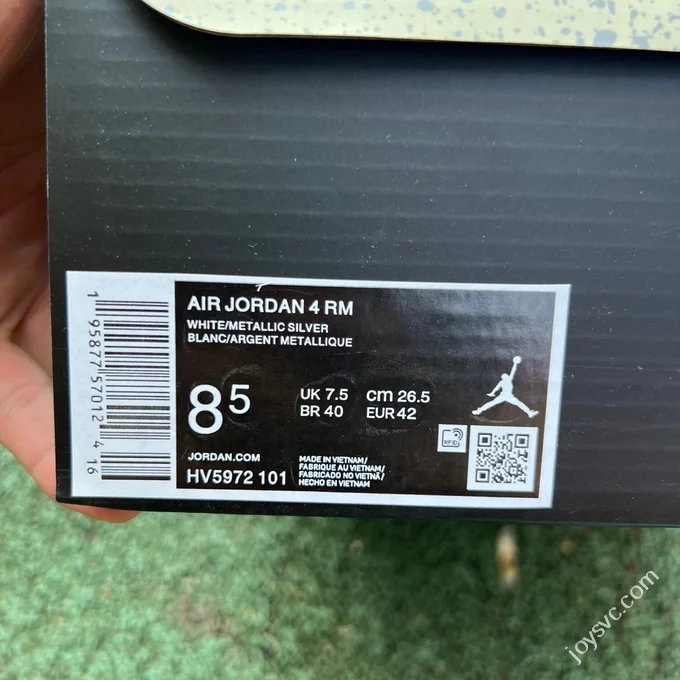 AIR JORDAN 4 RM
WHITE/METALLIC SILVER
BLANC/ARGENT METALLIQUE
8 5
UK 7.5 cm 26.5
BR 40 EUR 42
JORDAN.COM
HV5972 101
MADE IN VIETNAM/
FABRIQUE AU VIETNAM/
FABRICADO NO VIETNÃ/
HECHO EN VIETNAM
RFID
1 95877 57012 4 16
joysvc.com